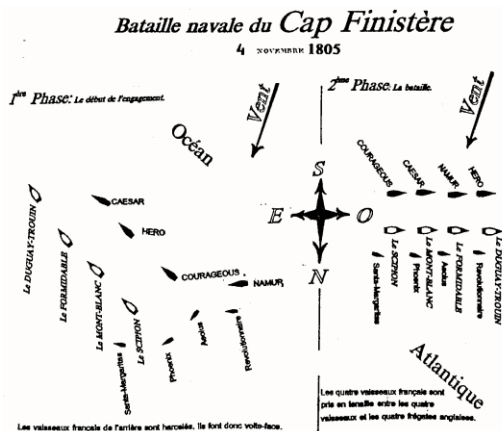 Bataille navale du Cap Finistère
4 NOVEMBRE 1805
1ère Phase: Le début de l'engagement.
Vent
Océan
CAESAR
HERO
COURAGEOUS
NAMUR
Le DUGUAY-TROUIN
Le FORMIDABLE
Le MONT-BLANC
Le SCIPION
Santa-Margaritas
Phoenix
Aeolus
Revolutionnaire
Les vaisseaux français de l'arrière sont harcelés. Ils font donc volte-face.
S
E
O
N
2ème Phase: La bataille.
Vent
COURAGEOUS
CAESAR
NAMUR
HERO
Santa-Margaritas
Le SCIPION
Phoenix
Le MONT-BLANC
Aeolus
Le FORMIDABLE
Revolutionnaire
Le DUGUAY-TROUIN
Atlantique
Les quatre vaisseaux français sont
pris en tenaille entre les quatre
vaisseaux et les quatre frégates anglaises.